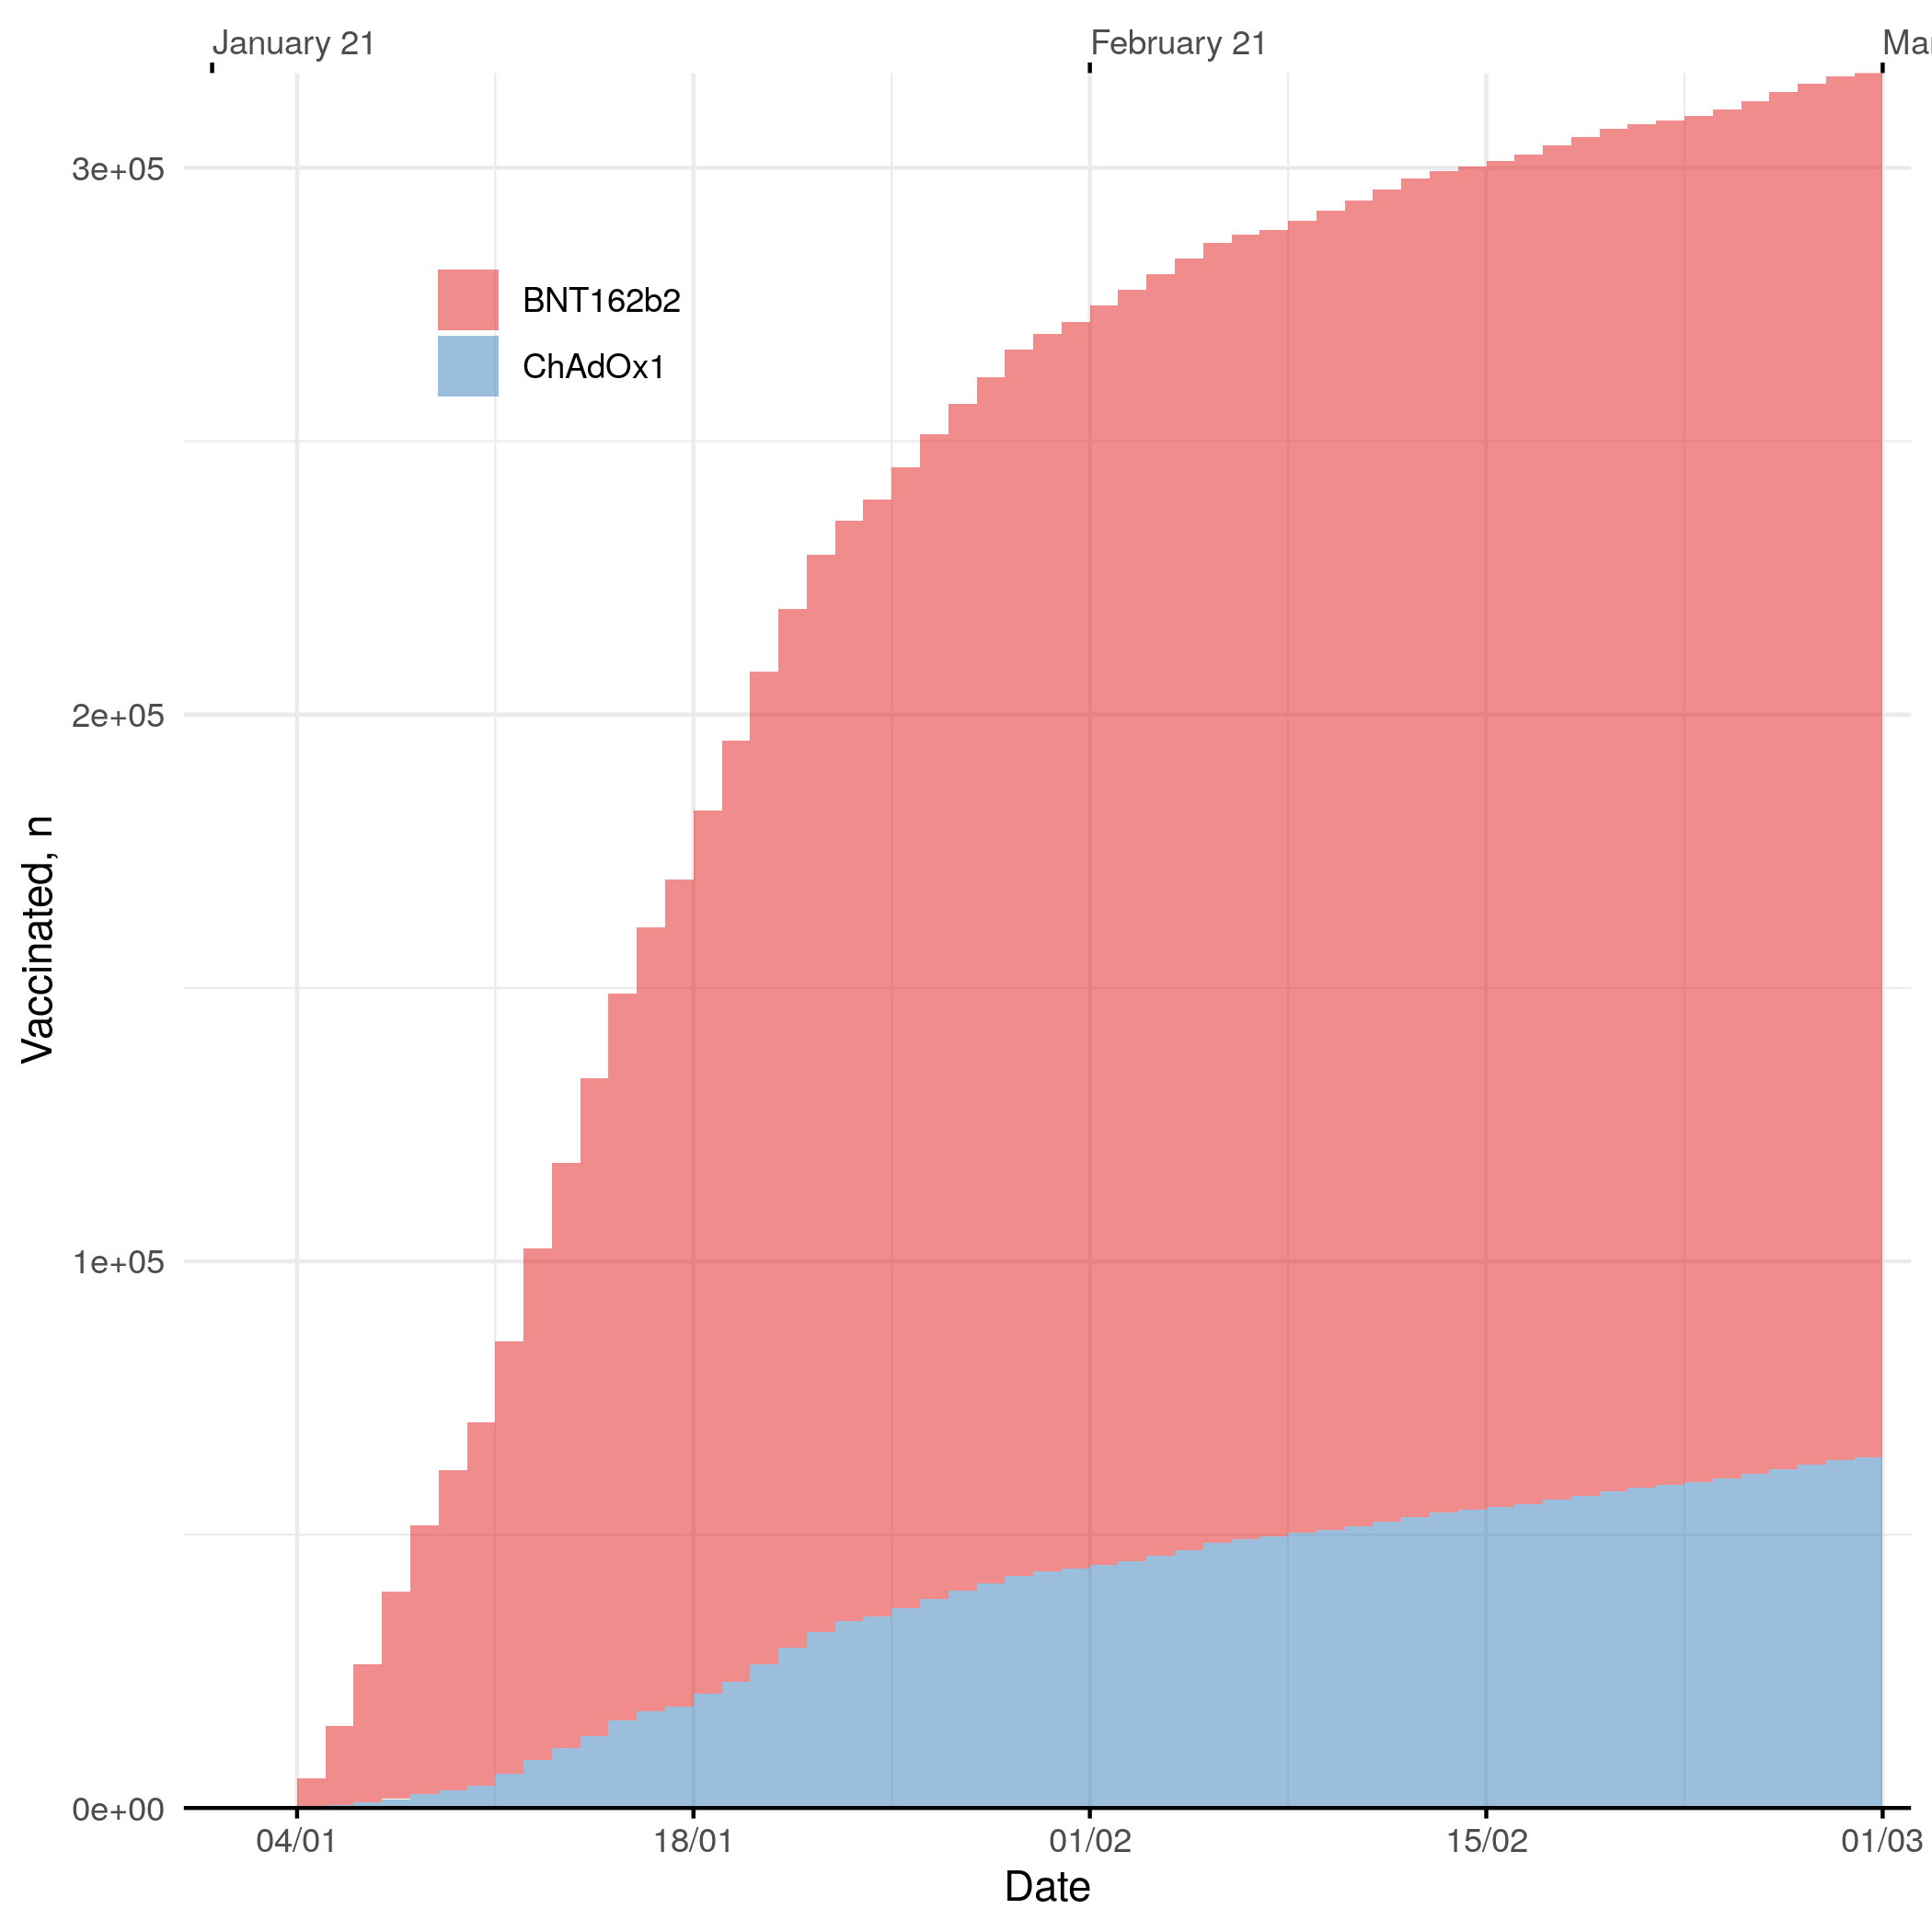 January 21
February 21
Mar
3e+05
BNT162b2
ChAdOx1
2e+05
Vaccinated, n
1e+05
0e+00
04/01
18/01
01/02
15/02
01/03
Date